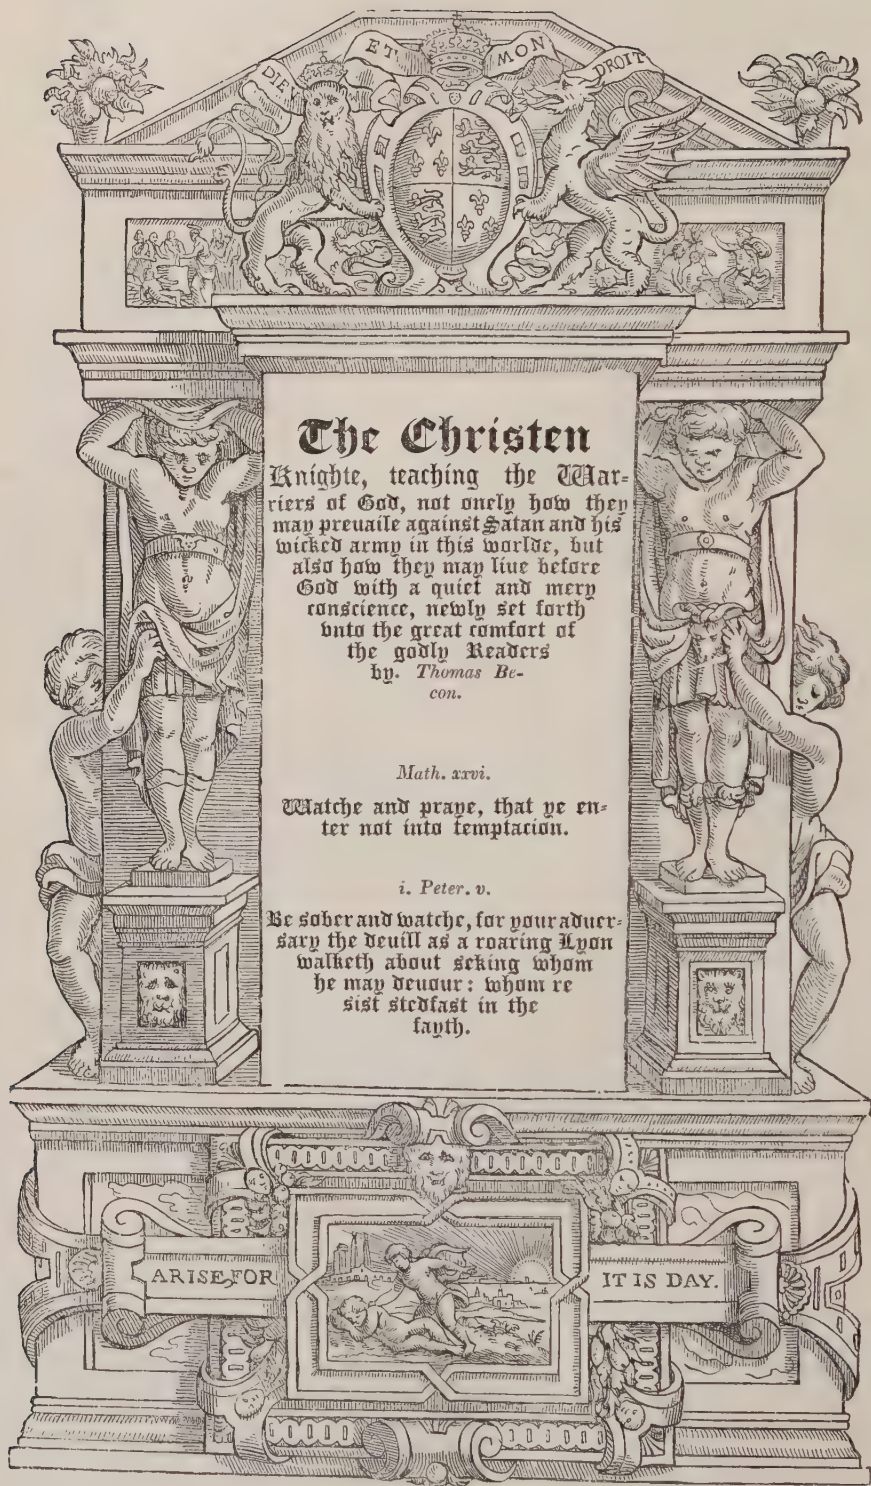 DIEV ET MON DROIT
The Christen
Knighte, teaching the War=
riers of God, not onely how they
may preuaile against Satan and his
wicked army in this worlde, but
also how they may liue before
God with a quiet and mery
conscience, newly set forth
vnto the great comfort of
the godly Readers
by. Thomas Be-
con.
Math. xxvi.
Watche and praye, that ye en=
ter not into temptacion.
i. Peter. v.
Be sober and watche, for your aduer=
sary the deuill as a roaring Lyon
walketh about seking whom
he may deuour: whom re
sist stedfast in the
fayth.
ARISE, FOR IT IS DAY.